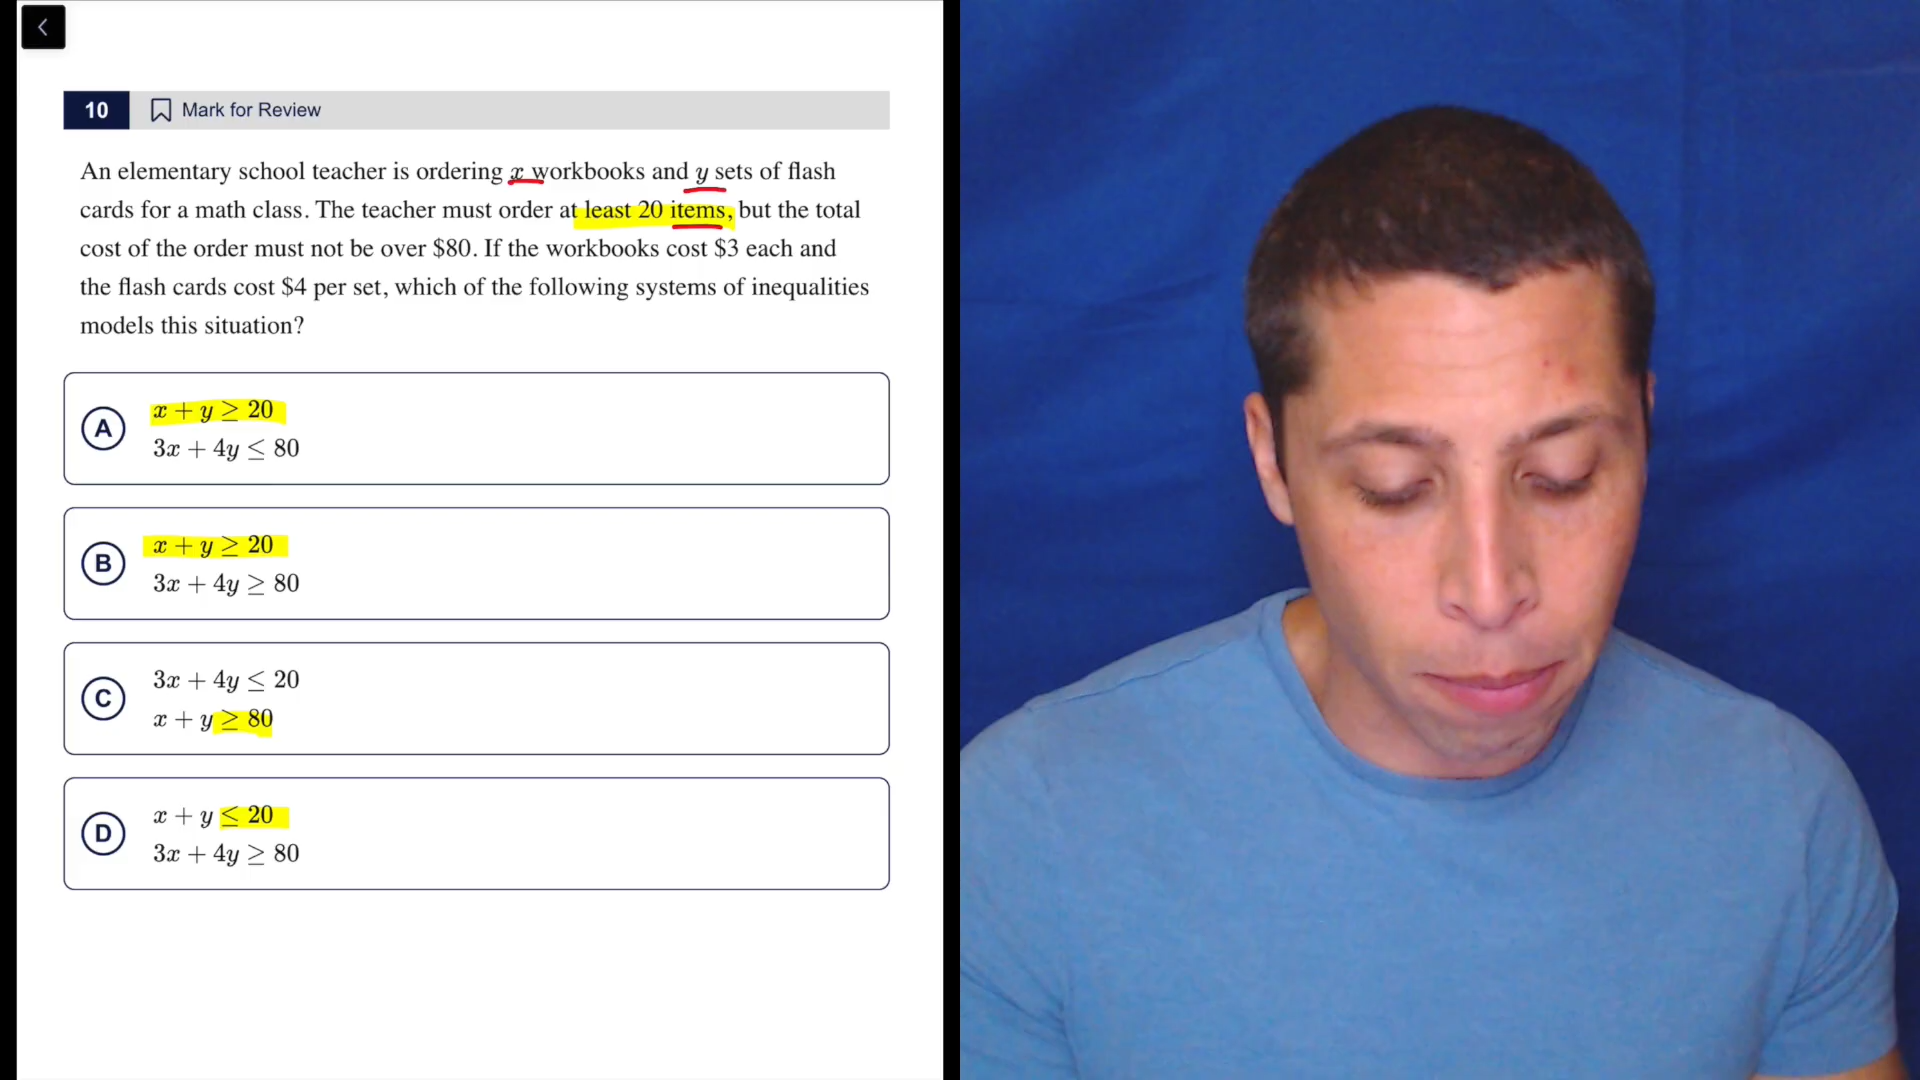 10 Mark for Review
An elementary school teacher is ordering x workbooks and y sets of flash
cards for a math class. The teacher must order at least 20 items, but the total
cost of the order must not be over $80. If the workbooks cost $3 each and
the flash cards cost $4 per set, which of the following systems of inequalities
models this situation?
A
x + y ≥ 20
3x + 4y ≤ 80
B
x + y ≥ 20
3x + 4y ≥ 80
C
3x + 4y ≤ 20
x + y ≥ 80
D
x + y ≤ 20
3x + 4y ≥ 80